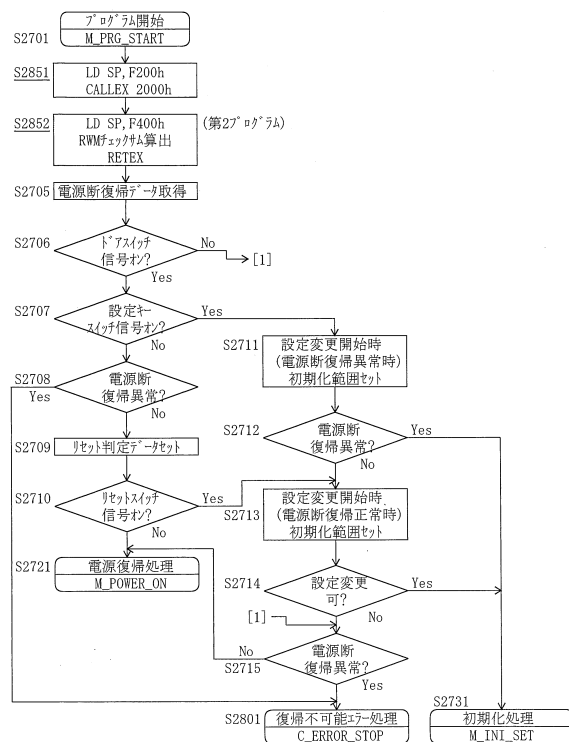 プログラム開始
S2701
M_PRG_START
S2851
LD SP,F200h
CALLEX 2000h
S2852
LD SP,F400h
(第2プログラム)
RWMチェックサム算出
RETEX
S2705
電源断復帰データ取得
S2706
ドアスイッチ
信号オン?
No
[1]
Yes
S2707
設定キー
スイッチ信号オン?
Yes
No
S2711
設定変更開始時
(電源断復帰異常時)
初期化範囲セット
S2708
Yes
電源断
復帰異常?
No
S2712
電源断
復帰異常?
Yes
No
S2709
リセット判定データセット
S2710
リセットスイッチ
信号オン?
Yes
No
S2713
設定変更開始時
(電源断復帰正常時)
初期化範囲セット
S2721
電源復帰処理
M_POWER_ON
S2714
設定変更
可?
Yes
No
[1]
No
電源断
復帰異常?
S2715
Yes
S2801
復帰不可能エラー処理
C_ERROR_STOP
S2731
初期化処理
M_INI_SET